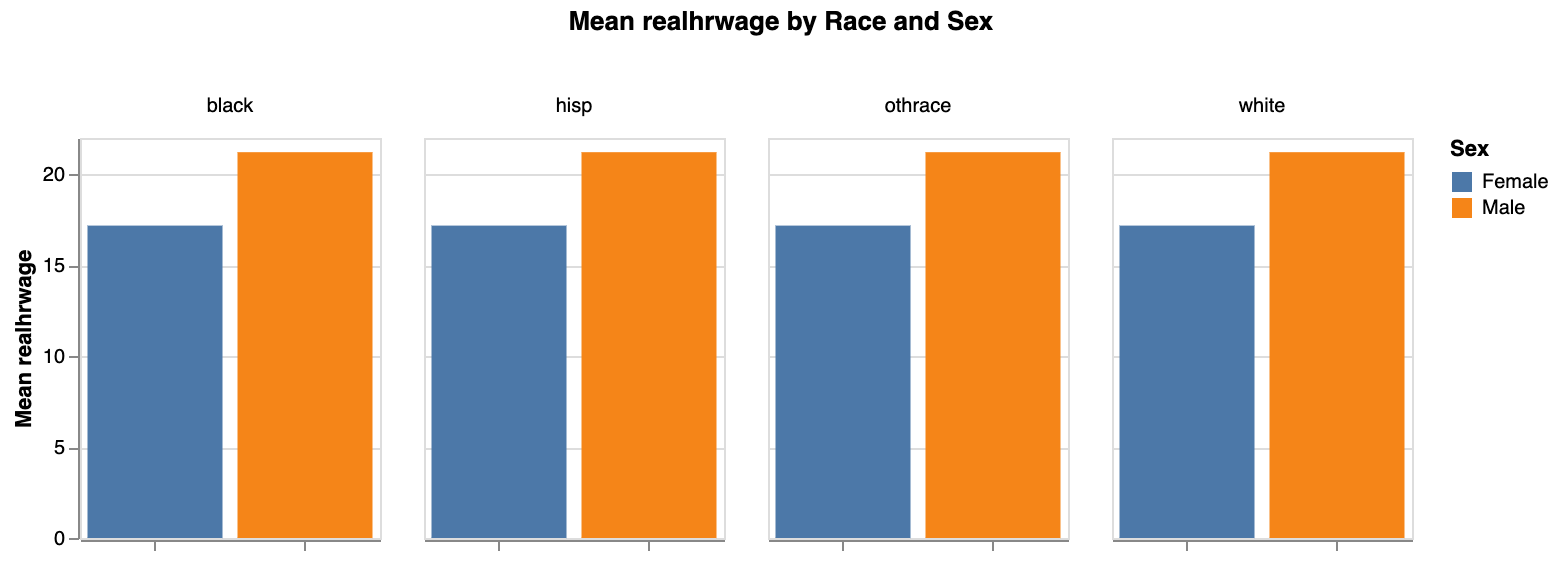 Mean realhrwage by Race and Sex
black
hisp
othrace
white
Mean realhrwage
20
15
10
5
0
Sex
Female
Male